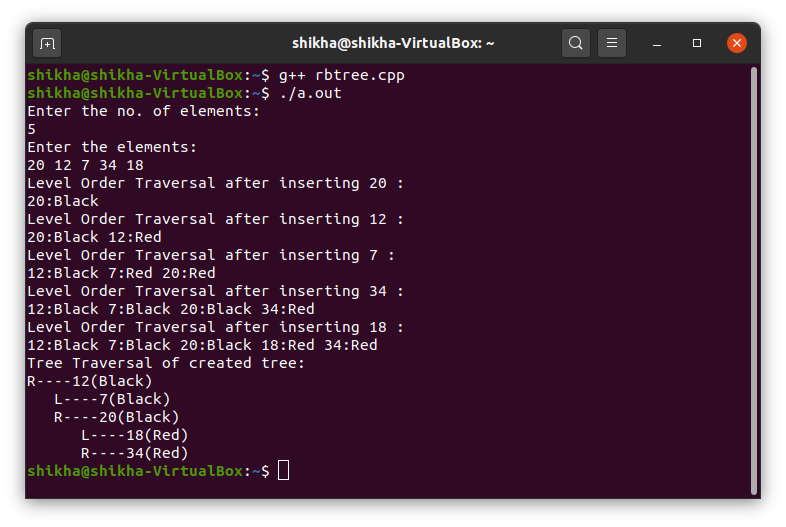 shikha@shikha-VirtualBox: ~
shikha@shikha-VirtualBox:~$ g++ rbtree.cpp
shikha@shikha-VirtualBox:~$ ./a.out
Enter the no. of elements:
5
Enter the elements:
20 12 7 34 18
Level Order Traversal after inserting 20 :
20:Black
Level Order Traversal after inserting 12 :
20:Black 12:Red
Level Order Traversal after inserting 7 :
12:Black 7:Red 20:Red
Level Order Traversal after inserting 34 :
12:Black 7:Black 20:Black 34:Red
Level Order Traversal after inserting 18 :
12:Black 7:Black 20:Black 18:Red 34:Red
Tree Traversal of created tree:
R----12(Black)
   L----7(Black)
   R----20(Black)
      L----18(Red)
      R----34(Red)
shikha@shikha-VirtualBox:~$